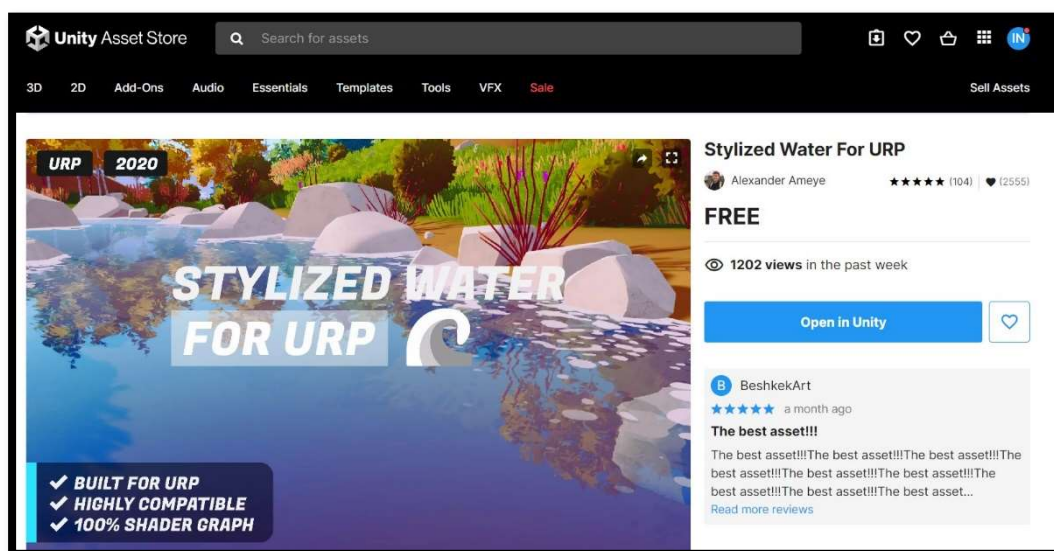 Unity Asset Store
Search for assets
IN
3D 2D Add-Ons Audio Essentials Templates Tools VFX Sale Sell Assets
URP 2020
STYLIZED WATER
FOR URP
✔ BUILT FOR URP
✔ HIGHLY COMPATIBLE
✔ 100% SHADER GRAPH
Stylized Water For URP
Alexander Ameye ★★★★★ (104) | ♥ (2555)
FREE
1202 views in the past week
Open in Unity
B BeshkekArt
★★★★★ a month ago
The best asset!!!
The best asset!!!The best asset!!!The best asset!!!The
best asset!!!The best asset!!!The best asset!!!The
best asset!!!The best asset!!!The best asset...
Read more reviews